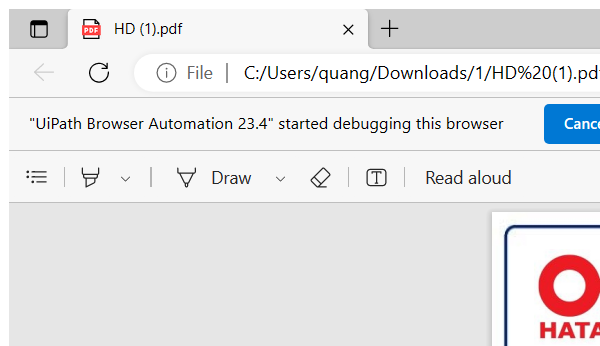 HD (1).pdf
File | C:/Users/quang/Downloads/1/HD%20(1).pdf
"UiPath Browser Automation 23.4" started debugging this browser
Cance
Draw
T
Read aloud
HATA